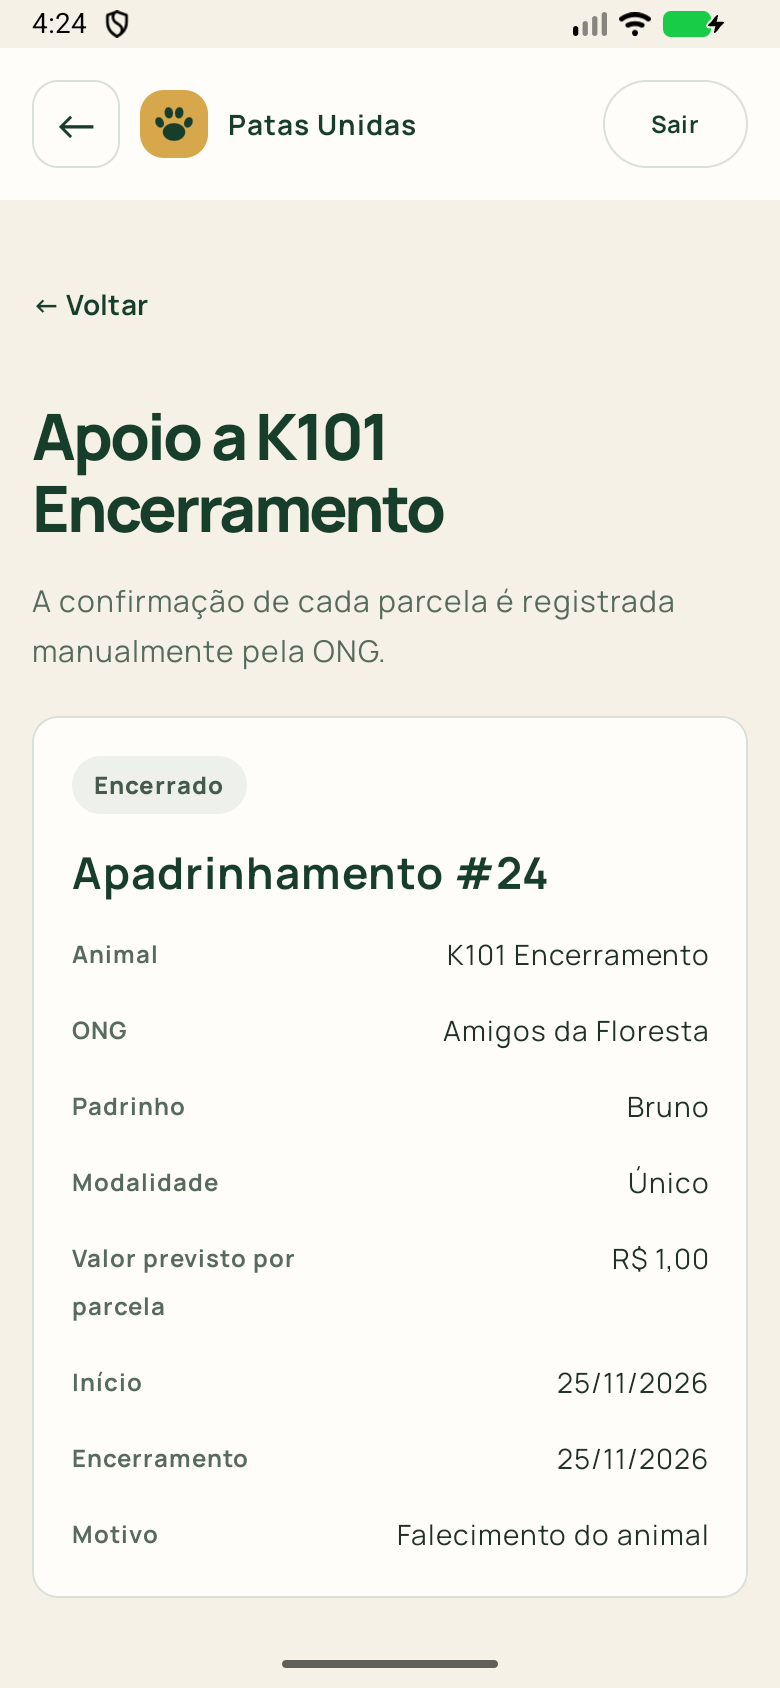 4:24
Patas Unidas
Sair
← Voltar
Apoio a K101
Encerramento
A confirmação de cada parcela é registrada
manualmente pela ONG.
Encerrado
Apadrinhamento #24
Animal K101 Encerramento
ONG Amigos da Floresta
Padrinho Bruno
Modalidade Único
Valor previsto por R$ 1,00
parcela
Início 25/11/2026
Encerramento 25/11/2026
Motivo Falecimento do animal